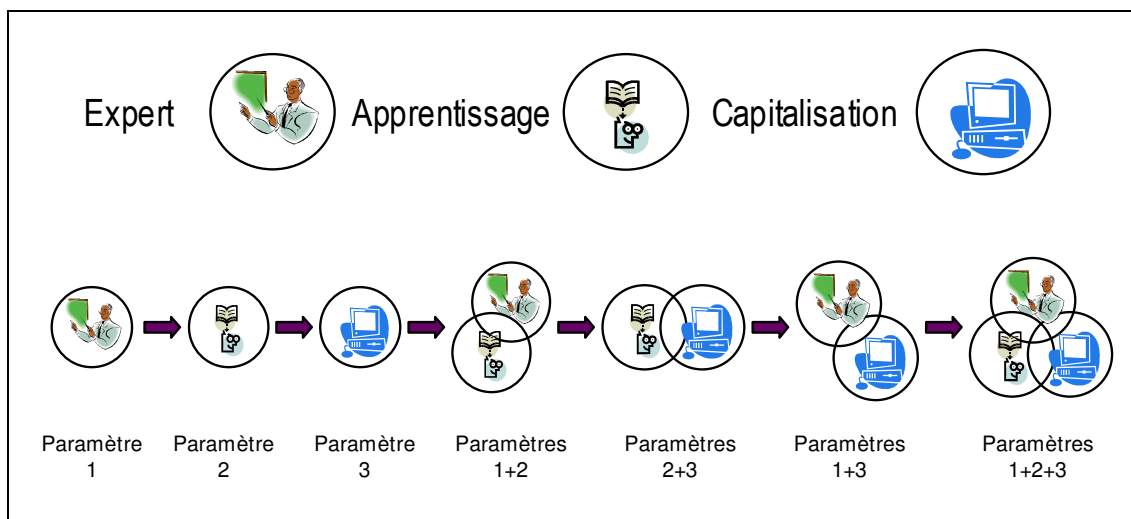 Expert
Apprentissage
Capitalisation
Paramètre
1
Paramètre
2
Paramètre
3
Paramètres
1+2
Paramètres
2+3
Paramètres
1+3
Paramètres
1+2+3